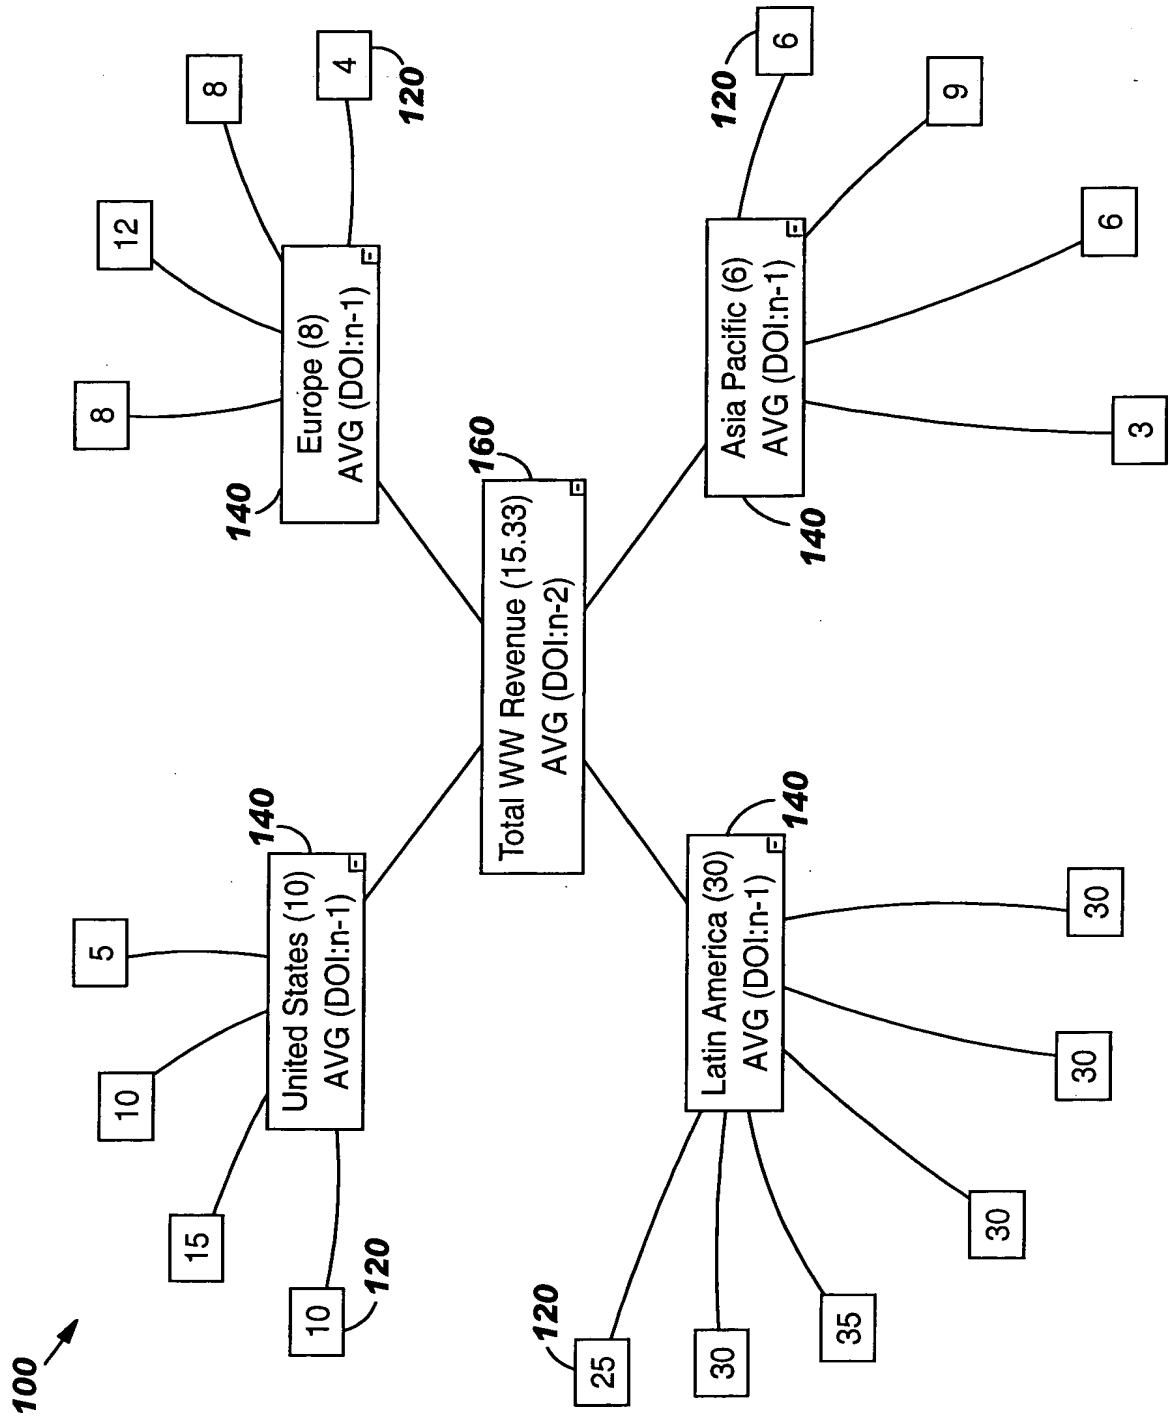 100
5
10
15
10
120
140
United States (10)
AVG (DOI:n-1)
8
12
8
4
120
140
Europe (8)
AVG (DOI:n-1)
160
Total WW Revenue (15.33)
AVG (DOI:n-2)
120
25
30
35
30
30
30
Latin America (30)
AVG (DOI:n-1)
140
120
6
9
6
3
Asia Pacific (6)
AVG (DOI:n-1)
140